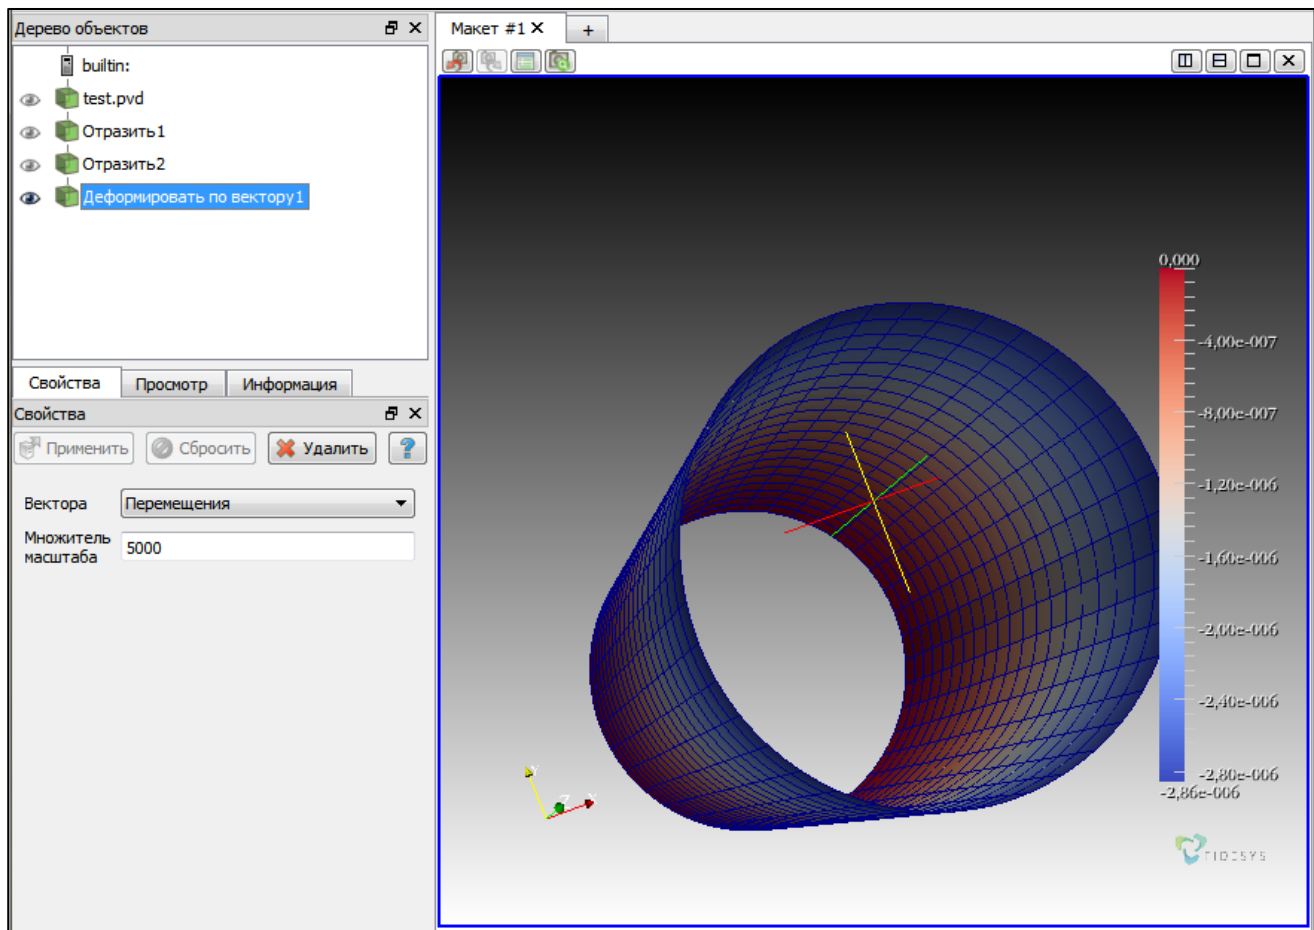 Дерево объектов
builtin:
test.pvd
Отразить1
Отразить2
Деформировать по вектору1
Свойства
Просмотр
Информация
Свойства
Применить
Сбросить
Удалить
?
Вектора
Перемещения
Множитель
масштаба
5000
Макет #1
+
0,000
-4,00e-007
-8,00e-007
-1,20e-006
-1,60e-006
-2,00e-006
-2,40e-006
-2,80e-006
-2,86e-006
Y
Z
X
FIDESYS